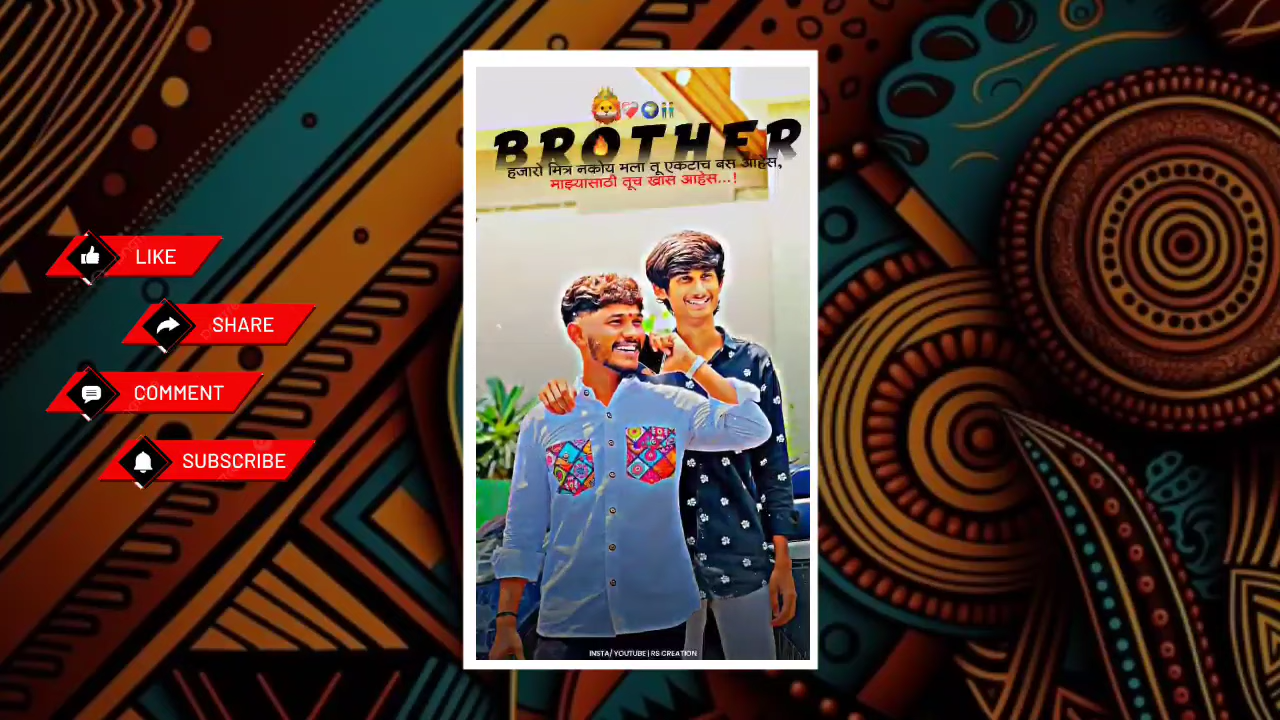 LIKE
SHARE
COMMENT
SUBSCRIBE
BROTHER
हजारो मित्र नकोय मला तू एकटाच बस आहेस,
माझ्यासाठी तूच खास आहेस...!
INSTA/ YOUTUBE | RS CREATION